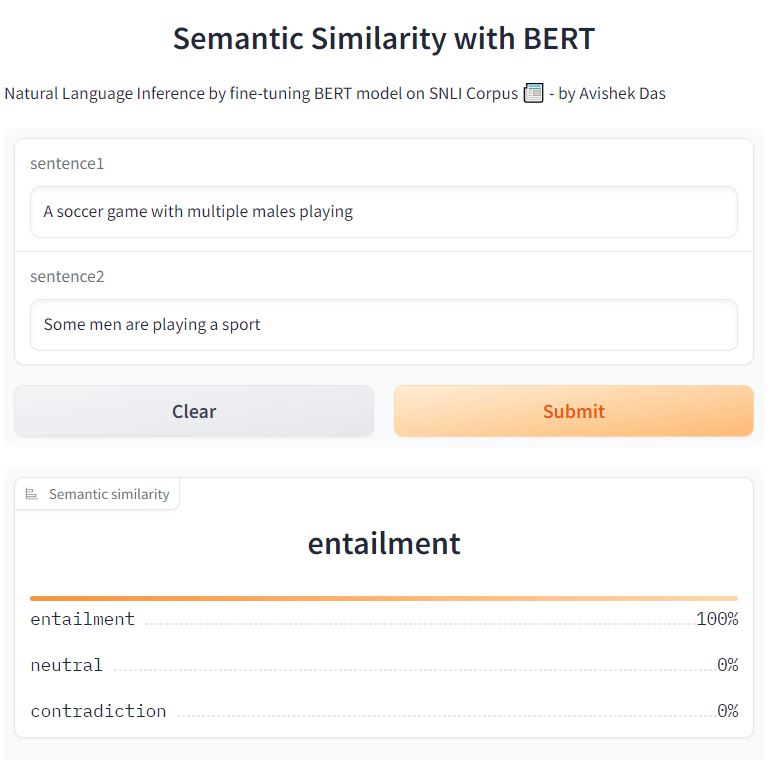 Semantic Similarity with BERT
Natural Language Inference by fine-tuning BERT model on SNLI Corpus 📰 - by Avishek Das
sentence1
A soccer game with multiple males playing
sentence2
Some men are playing a sport
Clear Submit
Semantic similarity
entailment
entailment 100%
neutral 0%
contradiction 0%